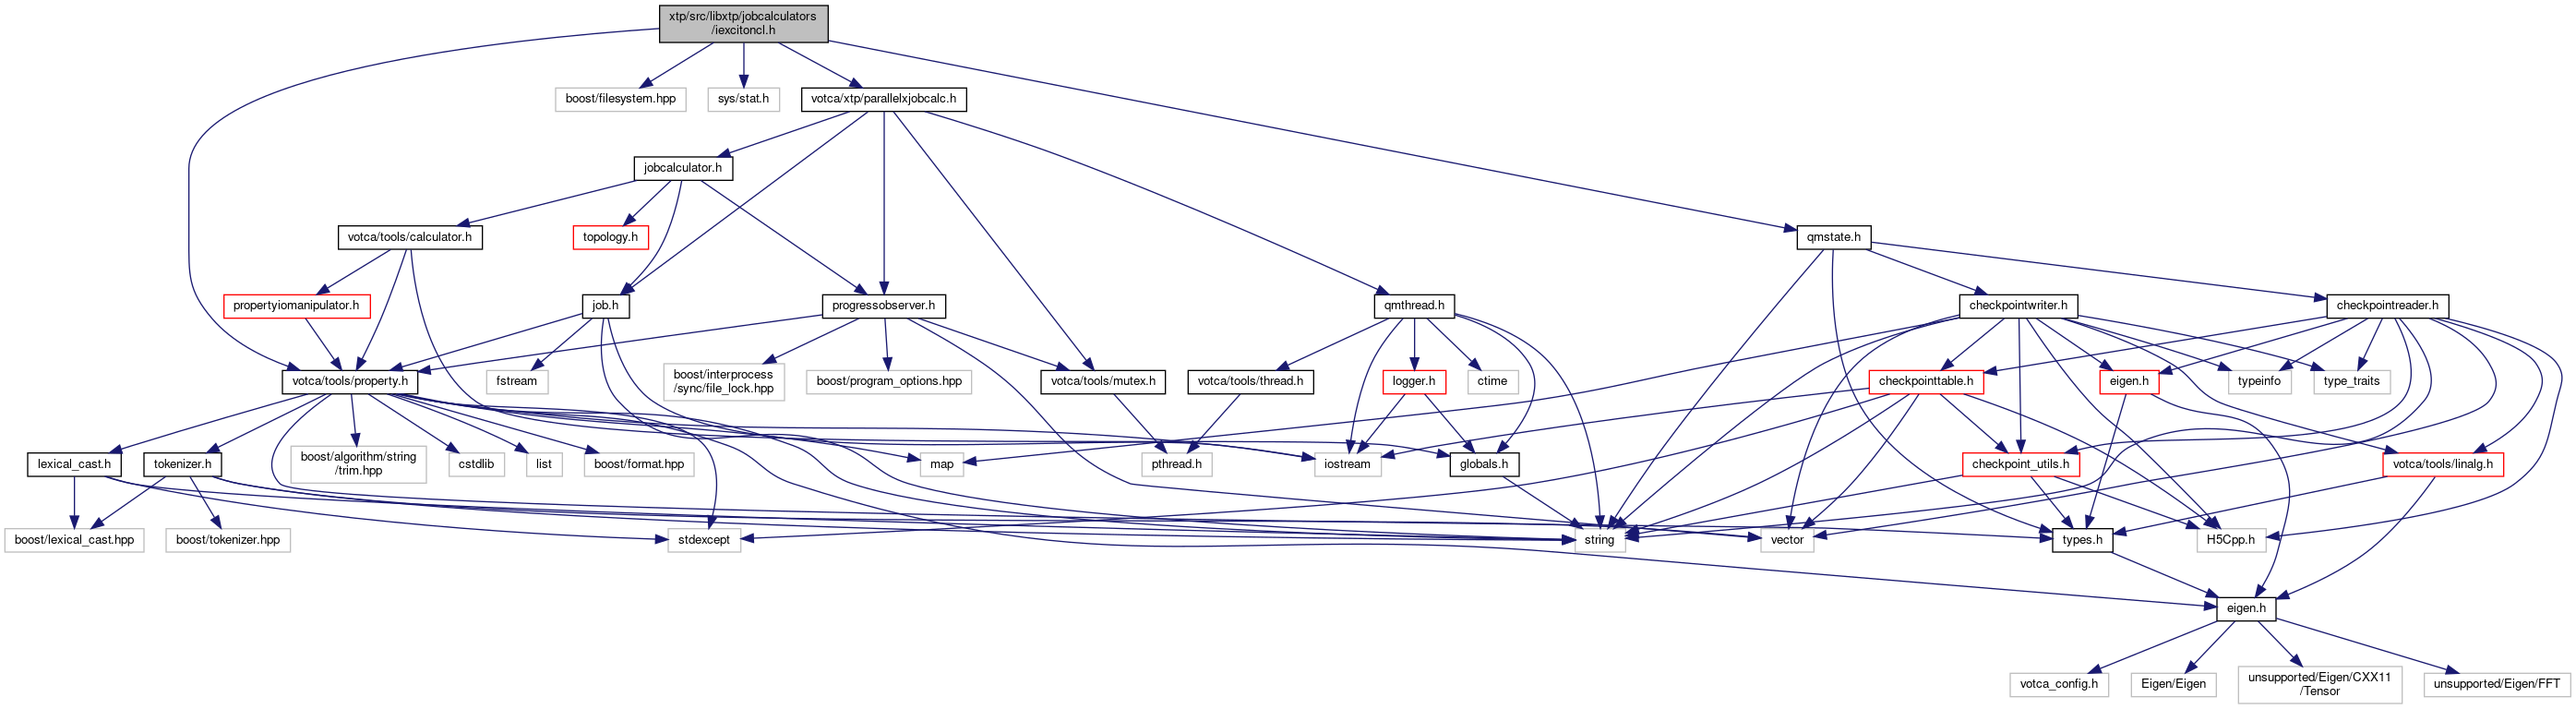 xtp/src/libxtp/jobcalculators
/iexcitoncl.h
boost/filesystem.hpp
sys/stat.h
votca/xtp/parallelxjobcalc.h
jobcalculator.h
votca/tools/calculator.h
topology.h
qmstate.h
propertyiomanipulator.h
job.h
progressobserver.h
qmthread.h
checkpointwriter.h
checkpointreader.h
votca/tools/property.h
fstream
boost/interprocess
/sync/file_lock.hpp
boost/program_options.hpp
votca/tools/mutex.h
votca/tools/thread.h
logger.h
ctime
checkpointtable.h
eigen.h
typeinfo
type_traits
lexical_cast.h
tokenizer.h
boost/algorithm/string
/trim.hpp
cstdlib
list
boost/format.hpp
map
pthread.h
iostream
globals.h
checkpoint_utils.h
votca/tools/linalg.h
boost/lexical_cast.hpp
boost/tokenizer.hpp
stdexcept
string
vector
types.h
H5Cpp.h
eigen.h
votca_config.h
Eigen/Eigen
unsupported/Eigen/CXX11
/Tensor
unsupported/Eigen/FFT